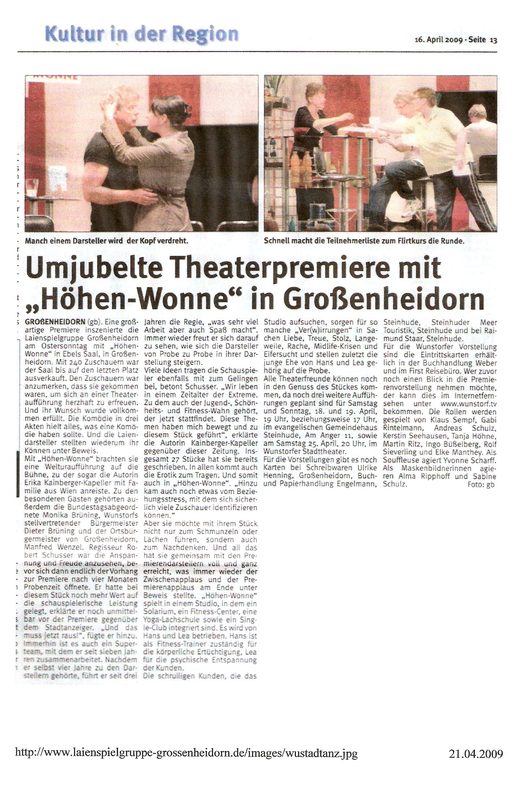 Kultur in der Region
16. April 2009 · Seite 13
WONNE
Manch einem Darsteller wird der Kopf verdreht.
Schnell macht die Teilnehmerliste zum Flirtkurs die Runde.
Umjubelte Theaterpremiere mit
„Höhen-Wonne“ in Großenheidorn
GROßENHEIDORN (gb). Eine groß-
artige Premiere inszenierte die
Laienspielgruppe Großenheidorn
am Ostersonntag mit „Höhen-
Wonne“ in Ebels Saal, in Großen-
heidorn. Mit 240 Zuschauern war
der Saal bis auf den letzten Platz
ausverkauft. Den Zuschauern war
anzumerken, dass sie gekommen
waren, um sich an einer Theater-
aufführung herzhaft zu erfreuen.
Und ihr Wunsch wurde vollkom-
men erfüllt. Die Komödie in drei
Akten hielt alles, was eine Komö-
die haben sollte. Und die Laien-
darsteller stellten wiederum ihr
Können unter Beweis.
Mit „Höhen-Wonne“ brachten sie
eine Welturaufführung auf die
Bühne, zu der sogar die Autorin
Erika Kainberger-Kapeller mit Fa-
milie aus Wien anreiste. Zu den
besonderen Gästen gehörten au-
ßerdem die Bundestagsabgeord-
nete Monika Brüning, Wunstorfs
stellvertretender Bürgermeister
Dieter Brüning und der Ortsbür-
germeister von Großenheidorn,
Manfred Wenzel. Regisseur Ro-
bert Schusser war die Anspan-
nung und Freude anzusehen, be-
vor sich dann endlich der Vorhang
zur Premiere nach vier Monaten
Probenzeit öffnete. Er hatte bei
diesem Stück noch mehr Wert auf
die schauspielerische Leistung
gelegt, erklärte er noch unmittel-
bar vor der Premiere gegenüber
dem Stadtanzeiger. „Und das
muss jetzt raus!“, fügte er hinzu.
Immerhin ist es auch ein Super-
team, mit dem er seit sieben Jah-
ren zusammenarbeitet. Nachdem
er selbst vier Jahre zu den Dar-
stellern gehörte, führt er seit drei
Jahren die Regie, „was sehr viel
Arbeit aber auch Spaß macht“.
Immer wieder freut er sich darauf
zu sehen, wie sich die Darsteller
von Probe zu Probe in ihrer Dar-
stellung steigern.
Viele Ideen tragen die Schauspie-
ler ebenfalls mit zum Gelingen
bei, betont Schusser. „Wir leben
in einem Zeitalter der Extreme.
Zu dem auch der Jugend-, Schön-
heits- und Fitness-Wahn gehört,
der jetzt stattfindet. Diese The-
men haben mich bewegt und zu
diesem Stück geführt“, erklärte
die Autorin Kainberger-Kapeller
gegenüber dieser Zeitung. Ins-
gesamt 27 Stücke hat sie bereits
geschrieben. In allen kommt auch
die Erotik zum Tragen. Und somit
auch in „Höhen-Wonne“. „Hinzu
kam auch noch etwas vom Bezie-
hungsstress, mit dem sich sicher-
lich viele Zuschauer identifizieren
können.“
Aber sie möchte mit ihrem Stück
nicht nur zum Schmunzeln oder
Lachen führen, sondern auch
zum Nachdenken. Und all das
hat sie gemeinsam mit den Pre-
mierendarstellern voll und ganz
erreicht, was immer wieder der
Zwischenapplaus und der Pre-
mierenapplaus am Ende unter
Beweis stellte. „Höhen-Wonne“
spielt in einem Studio, in dem ein
Solarium, ein Fitness-Center, eine
Yoga-Lachschule sowie ein Sin-
gle-Club integriert sind. Es wird von
Hans und Lea betrieben. Hans ist
als Fitness-Trainer zuständig für
die körperliche Ertüchtigung, Lea
für die psychische Entspannung
der Kunden.
Die schrulligen Kunden, die das
Studio aufsuchen, sorgen für so
manche „Ver(w)irrungen“ in Sa-
chen Liebe, Treue, Stolz, Lange-
weile, Rache, Midlife-Krisen und
Eifersucht und stellen zuletzt die
junge Ehe von Hans und Lea ge-
hörig auf die Probe.
Alle Theaterfreunde können noch
in den Genuss des Stückes kom-
men, da noch drei weitere Auffüh-
rungen geplant sind für Samstag
und Sonntag, 18. und 19. April,
19 Uhr, beziehungsweise 17 Uhr,
im evangelischen Gemeindehaus
Steinhude, Am Anger 11, sowie
am Samstag 25. April, 20 Uhr im
Wunstorfer Stadttheater.
Für die Vorstellungen gibt es noch
Karten bei Schreibwaren Ulrike
Henning, Großenheidorn, Buch-
und Papierhandlung Engelmann,
Steinhude, Steinhuder Meer
Touristik, Steinhude und bei Rai-
mund Staar, Steinhude.
Für die Wunstorfer Vorstellung
sind die Eintrittskarten erhält-
lich in der Buchhandlung Weber
und im First Reisebüro. Wer zuvor
noch einen Blick in die Premie-
renvorstellung nehmen möchte,
der kann dies im Internetfern-
sehen unter www.wunstorf.tv
bekommen. Die Rollen werden
gespielt von Klaus Sempf, Gabi
Rintelmann, Andreas Schulz,
Kerstin Seehausen, Tanja Höhne,
Martin Ritz, Ingo Büßelberg, Rolf
Sieverling und Elke Manthey. Als
Souffleuse agiert Yvonne Scharff.
Als Maskenbildnerinnen agie-
ren Alma Ripphoff und Sabine
Schulz. Foto: gb
http://www.laienspielgruppe-grossenheidorn.de/images/wustadtanz.jpg
21.04.2009